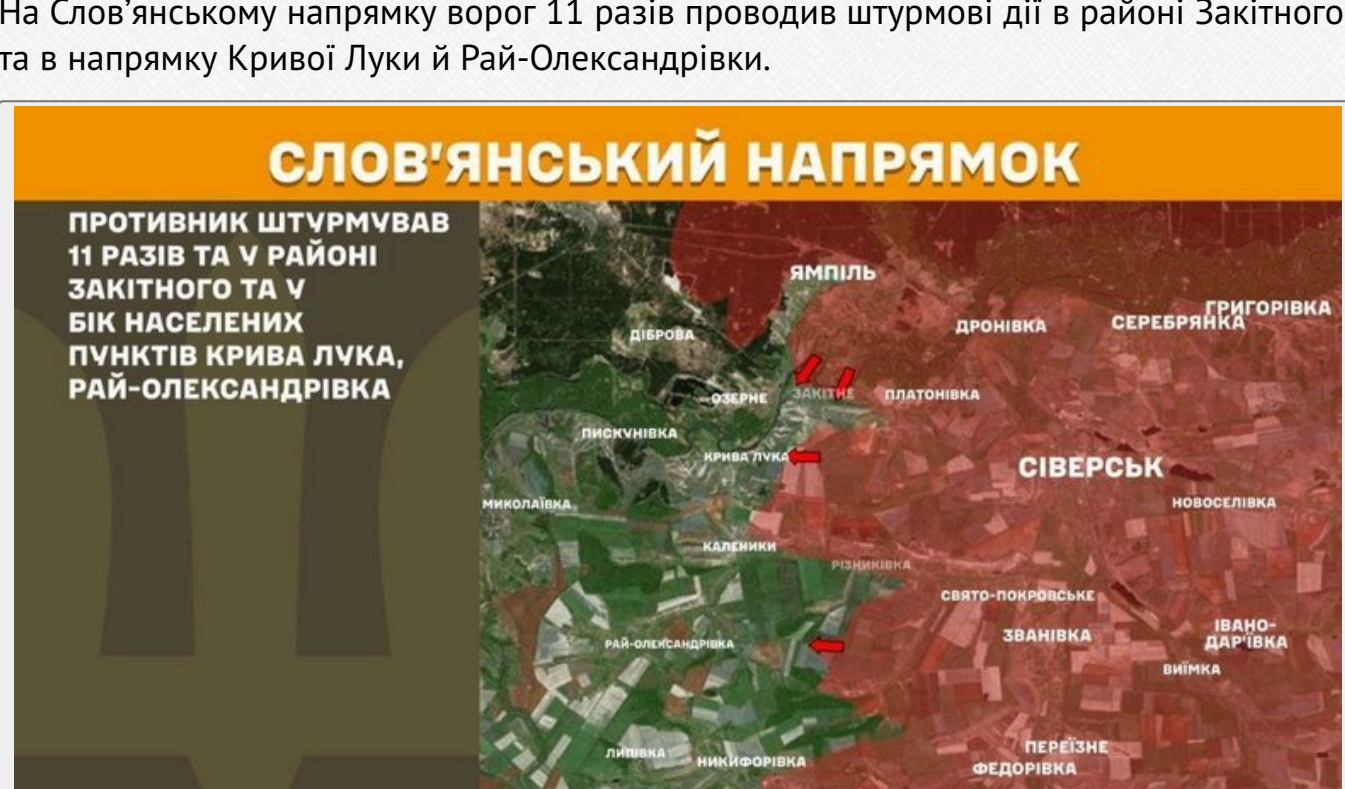 На Слов’янському напрямку ворог 11 разів проводив штурмові дії в районі Закітного
та в напрямку Кривої Луки й Рай-Олександрівки.
СЛОВ'ЯНСЬКИЙ НАПРЯМОК
ПРОТИВНИК ШТУРМУВАВ
11 РАЗІВ ТА У РАЙОНІ
ЗАКІТНОГО ТА У
БІК НАСЕЛЕНИХ
ПУНКТІВ КРИВА ЛУКА,
РАЙ-ОЛЕКСАНДРІВКА
ЯМПІЛЬ
ГРИГОРІВКА
СЕРЕБРЯНКА
ДРОНІВКА
ДІБРОВА
ОЗЕРНЕ
ЗАКІТНЕ
ПЛАТОНІВКА
ПИСКУНІВКА
КРИВА ЛУКА
СІВЕРСЬК
МИКОЛАЇВКА
НОВОСЕЛІВКА
КАЛЕНИКИ
РІЗНИКІВКА
СВЯТО-ПОКРОВСЬКЕ
РАЙ-ОЛЕКСАНДРІВКА
ЗВАНІВКА
ІВАНО-
ДАР'ЇВКА
ВИЇМКА
ЛИПІВКА
НИКИФОРІВКА
ПЕРЕЇЗНЕ
ФЕДОРІВКА